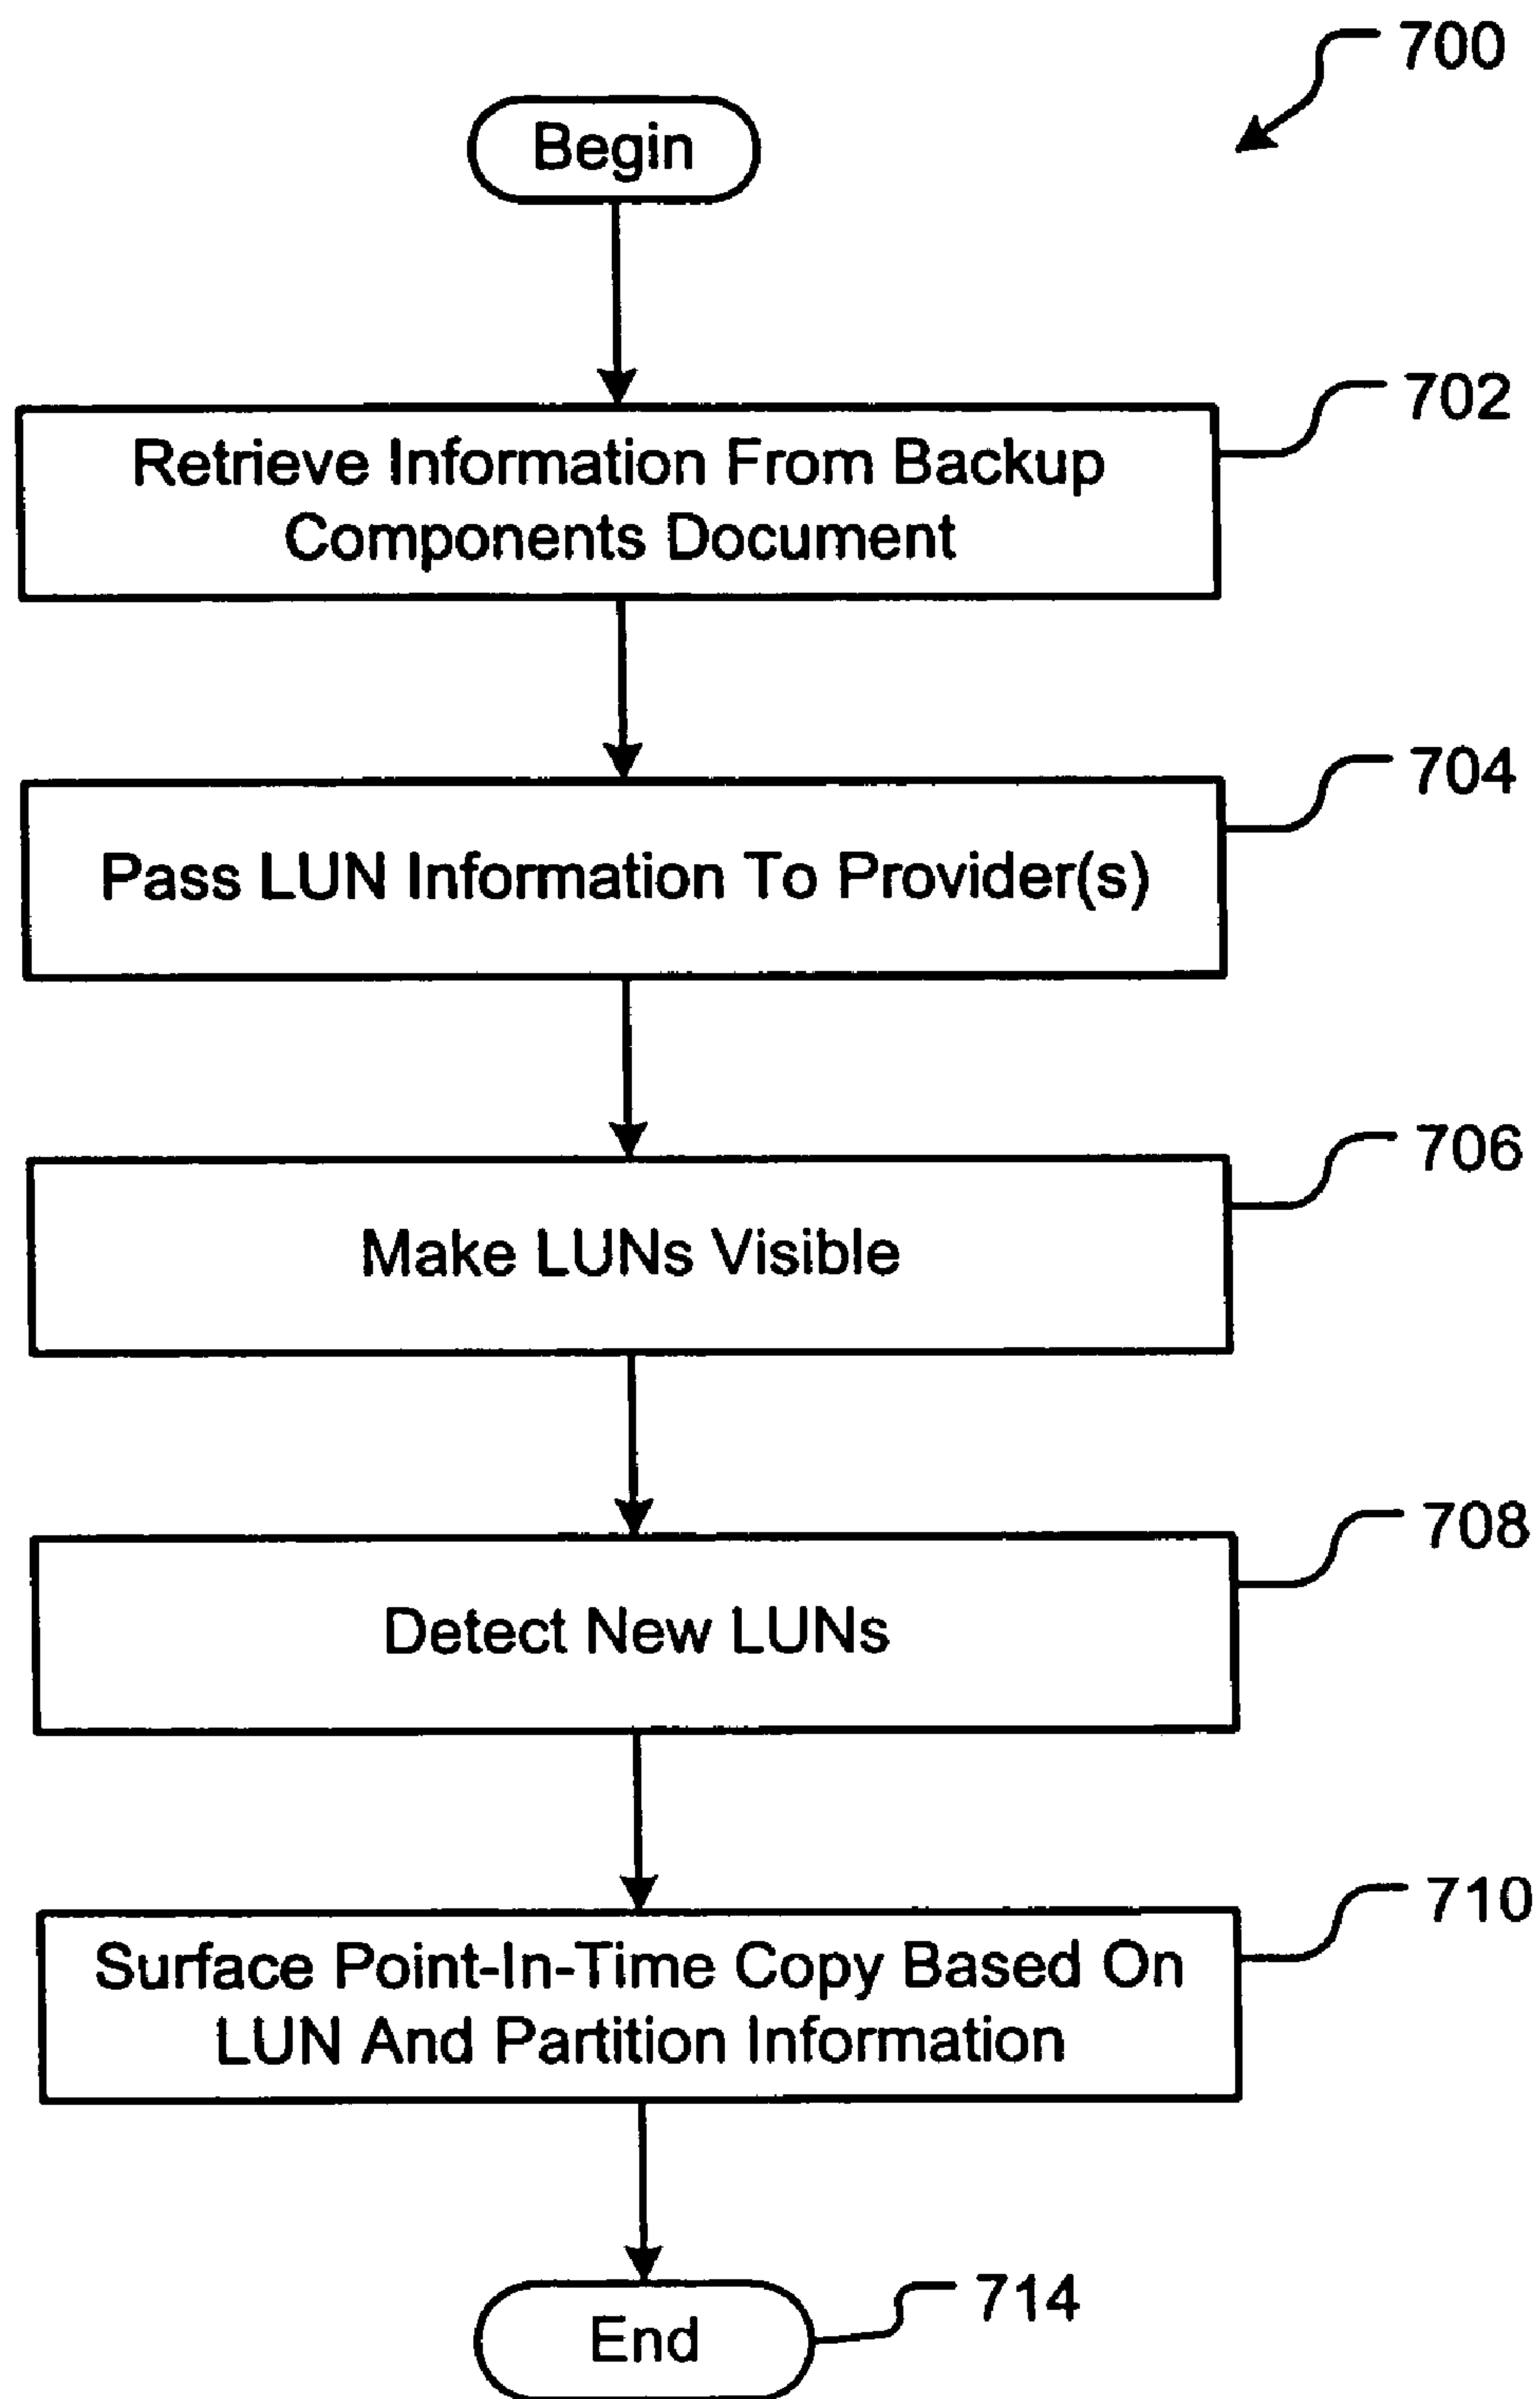 700
Begin
702
Retrieve Information From Backup
Components Document
704
Pass LUN Information To Provider(s)
706
Make LUNs Visible
708
Detect New LUNs
710
Surface Point-In-Time Copy Based On
LUN And Partition Information
714
End